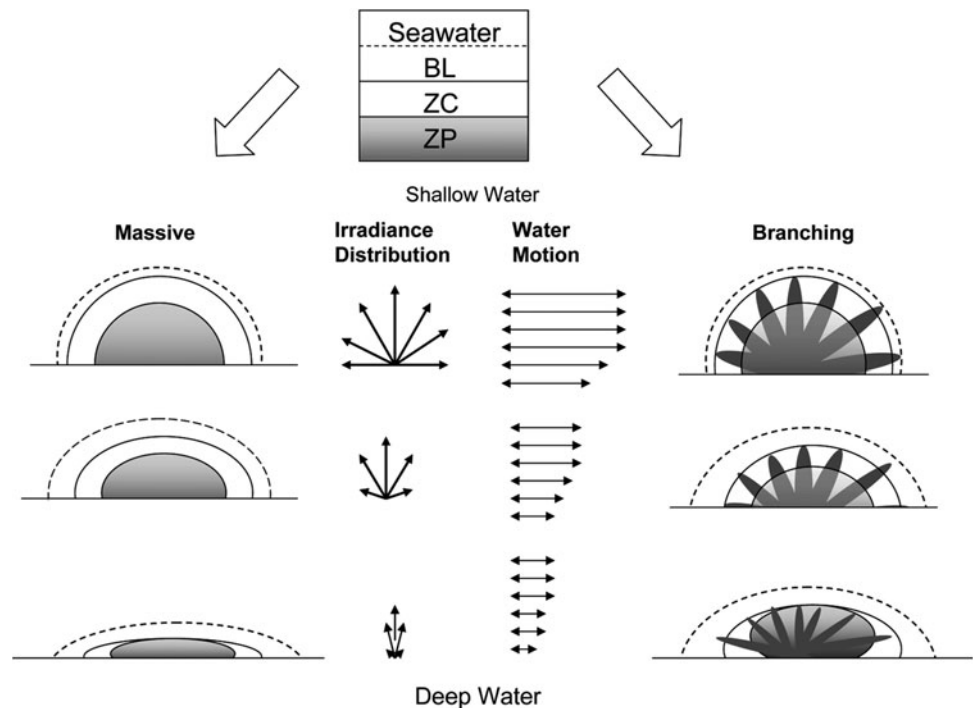 Seawater
BL
ZC
ZP
Shallow Water
Massive
Irradiance
Distribution
Water
Motion
Branching
Deep Water